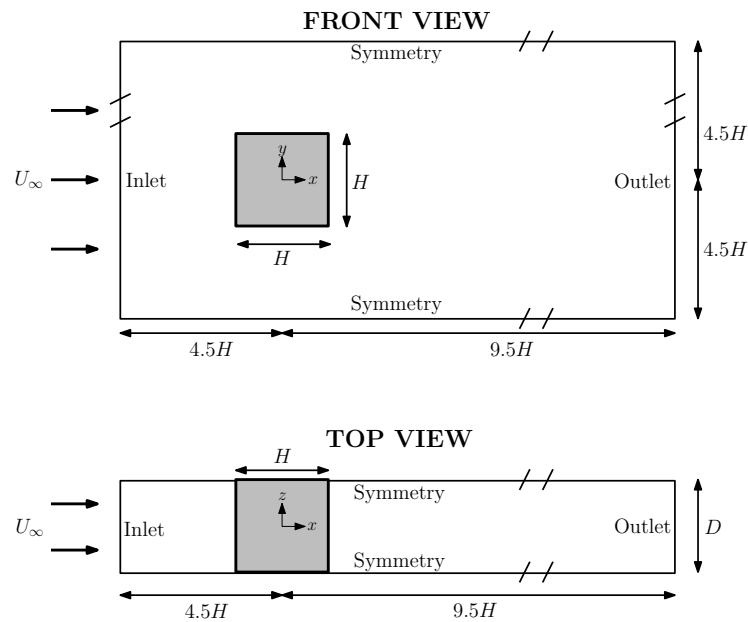 FRONT VIEW
Symmetry
4.5H
y
U∞ Inlet x H Outlet
4.5H
H
Symmetry
4.5H 9.5H
TOP VIEW
H
Symmetry
z
U∞ Inlet x Outlet D
Symmetry
4.5H 9.5H